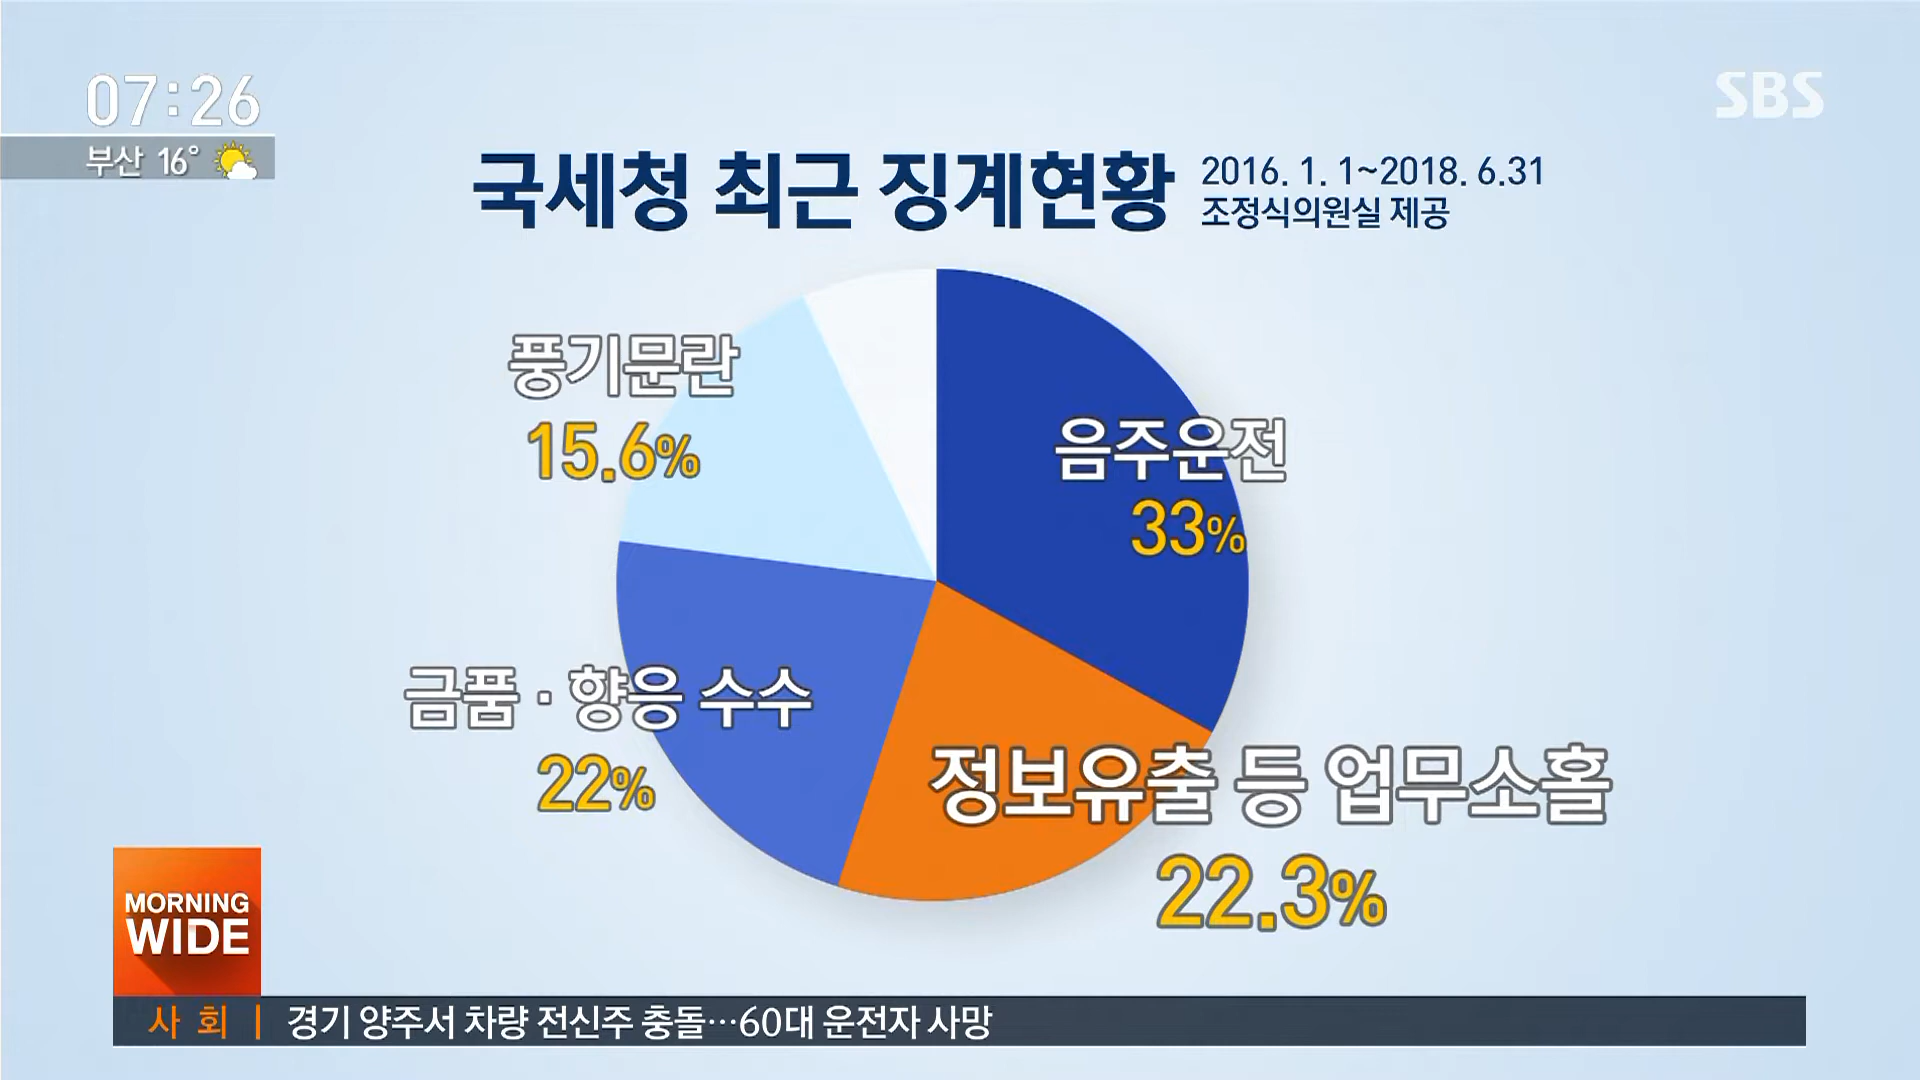 07:26
부산 16°
SBS
국세청 최근 징계현황
2016. 1. 1~2018. 6.31
조정식의원실 제공
풍기문란
15.6%
음주운전
33%
금품·향응 수수
22%
정보유출 등 업무소홀
22.3%
MORNING
WIDE
사 회 | 경기 양주서 차량 전신주 충돌…60대 운전자 사망